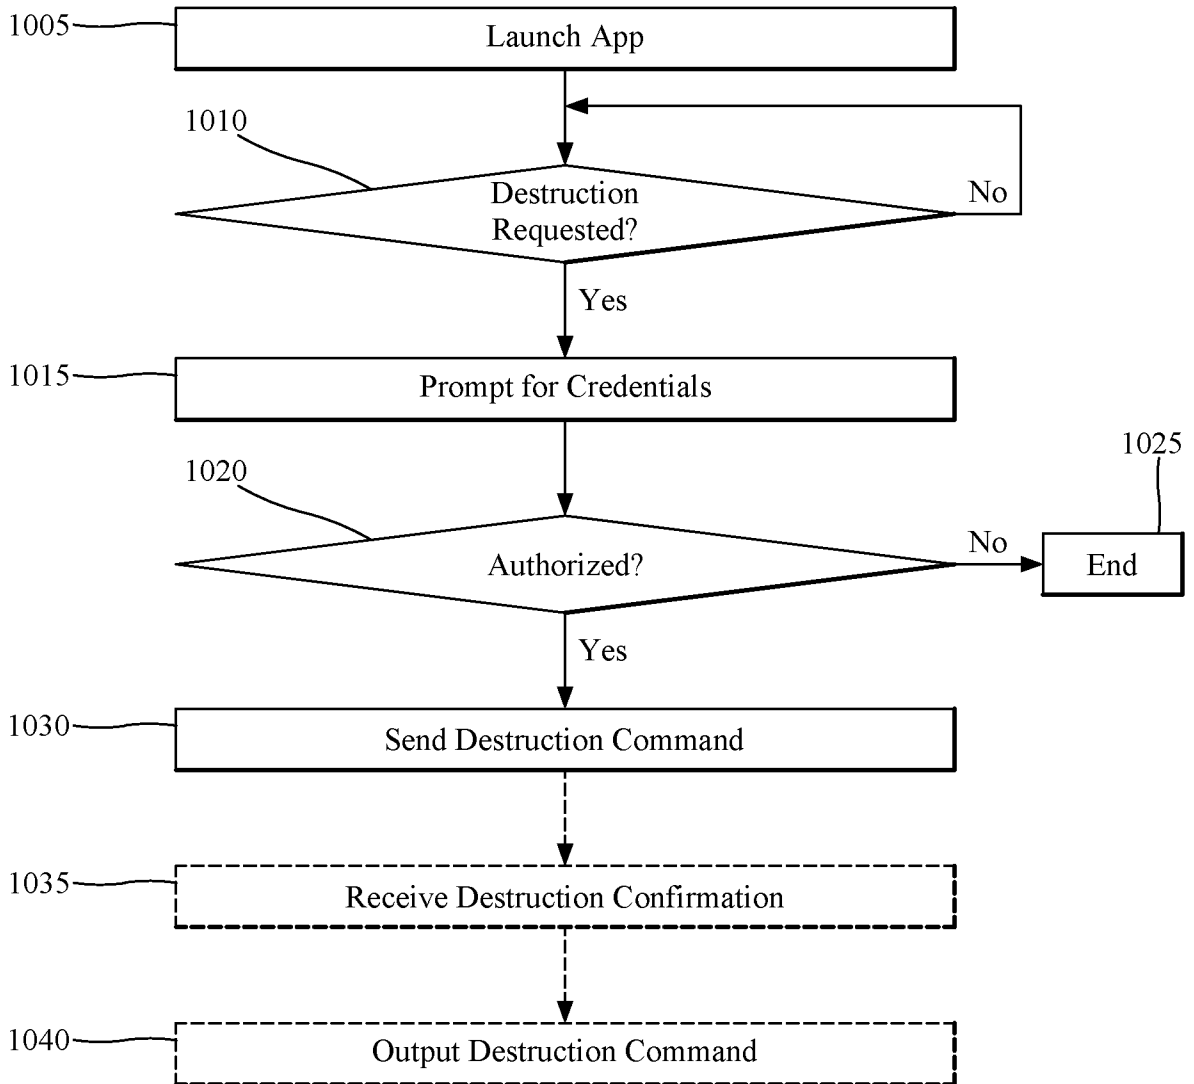 1005
Launch App
1010
Destruction
Requested?
No
Yes
1015
Prompt for Credentials
1025
1020
Authorized?
No
End
Yes
1030
Send Destruction Command
1035
Receive Destruction Confirmation
1040
Output Destruction Command